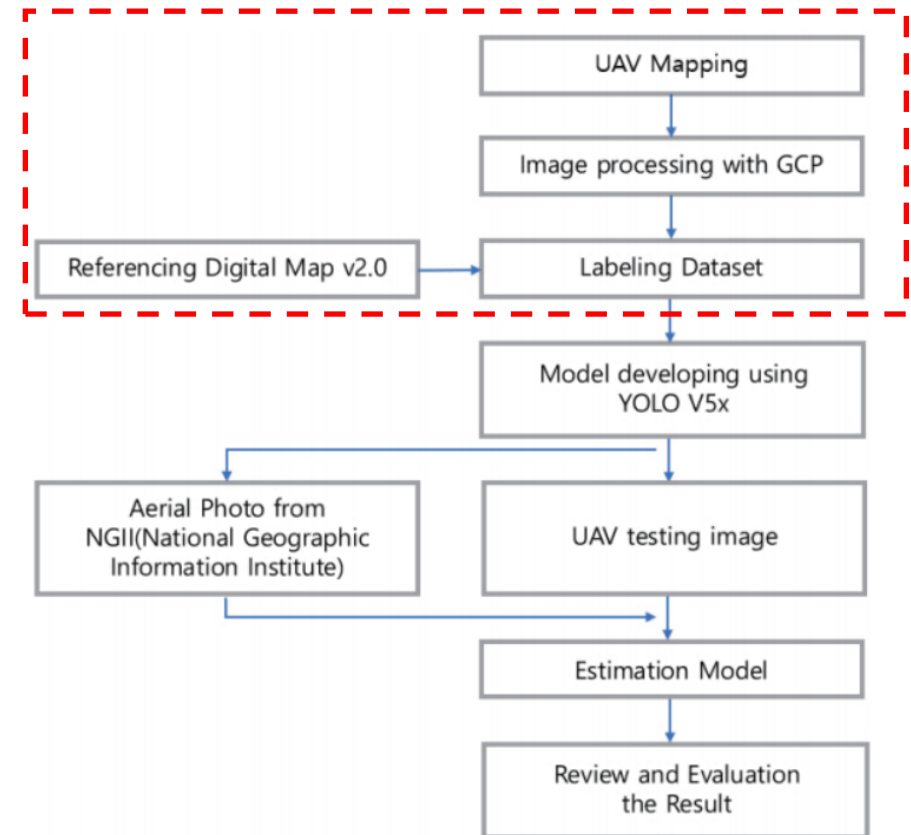 UAV Mapping
Image processing with GCP
Referencing Digital Map v2.0
Labeling Dataset
Model developing using
YOLO V5x
Aerial Photo from
NGII(National Geographic
Information Institute)
UAV testing image
Estimation Model
Review and Evaluation
the Result